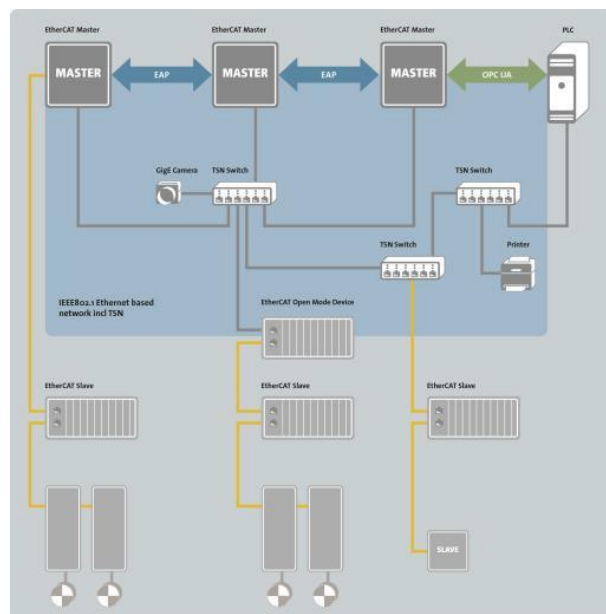 EtherCAT Master
EtherCAT Master
EtherCAT Master
PLC
MASTER
EAP
MASTER
EAP
MASTER
OPC UA
GigE Camera
TSN Switch
TSN Switch
TSN Switch
Printer
IEEE802.1 Ethernet based
network incl TSN
EtherCAT Open Mode Device
EtherCAT Slave
EtherCAT Slave
EtherCAT Slave
SLAVE